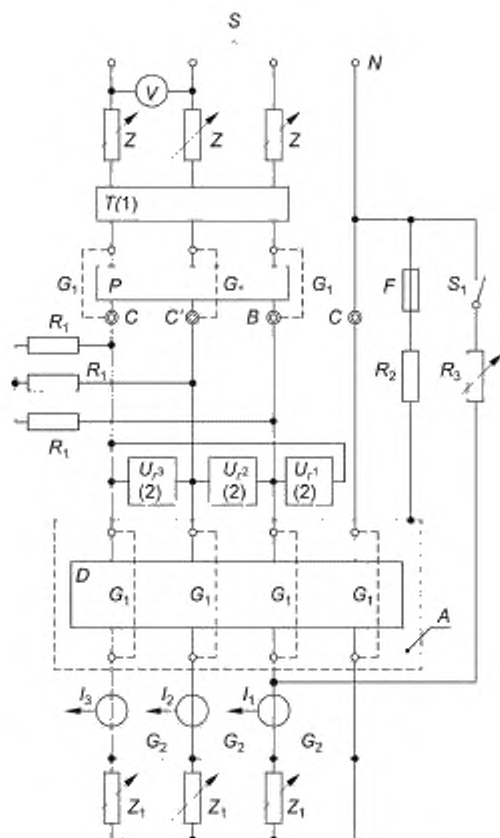 S
N
V
Z Z Z
T(1)
G₁ P G* G₁
F S₁
C C' B C
R₁
R₁ R₂ R₃
R₁
Uᵣ³ Uᵣ² Uᵣ¹
(2) (2) (2)
D
G₁ G₁ G₁ G₁
A
I₃ I₂ I₁
G₂ G₂ G₂
Z₁ Z₁ Z₁